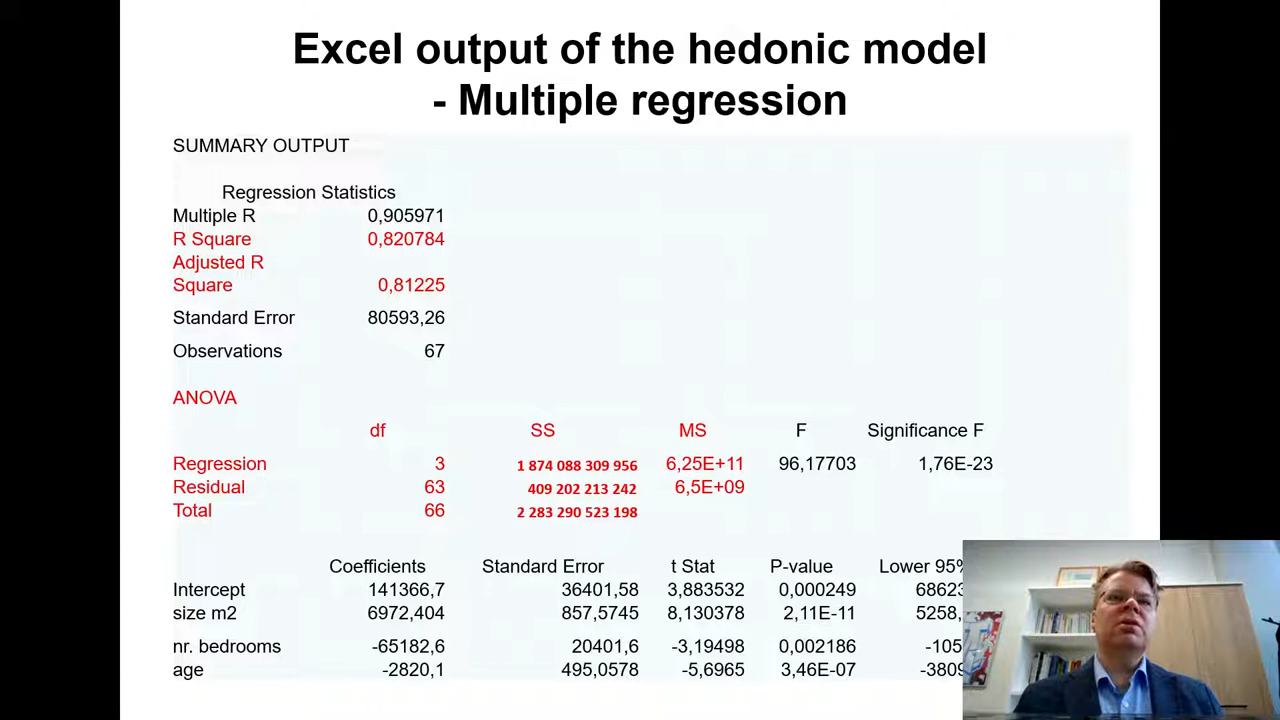 Excel output of the hedonic model
- Multiple regression
SUMMARY OUTPUT
Regression Statistics
Multiple R 0,905971
R Square 0,820784
Adjusted R
Square 0,81225
Standard Error 80593,26
Observations 67
ANOVA
df SS MS F Significance F
Regression 3 1 874 088 309 956 6,25E+11 96,17703 1,76E-23
Residual 63 409 202 213 242 6,5E+09
Total 66 2 283 290 523 198
Coefficients Standard Error t Stat P-value Lower 95%
Intercept 141366,7 36401,58 3,883532 0,000249 68623
size m2 6972,404 857,5745 8,130378 2,11E-11 5258,
nr. bedrooms -65182,6 20401,6 -3,19498 0,002186 -105
age -2820,1 495,0578 -5,6965 3,46E-07 -3809